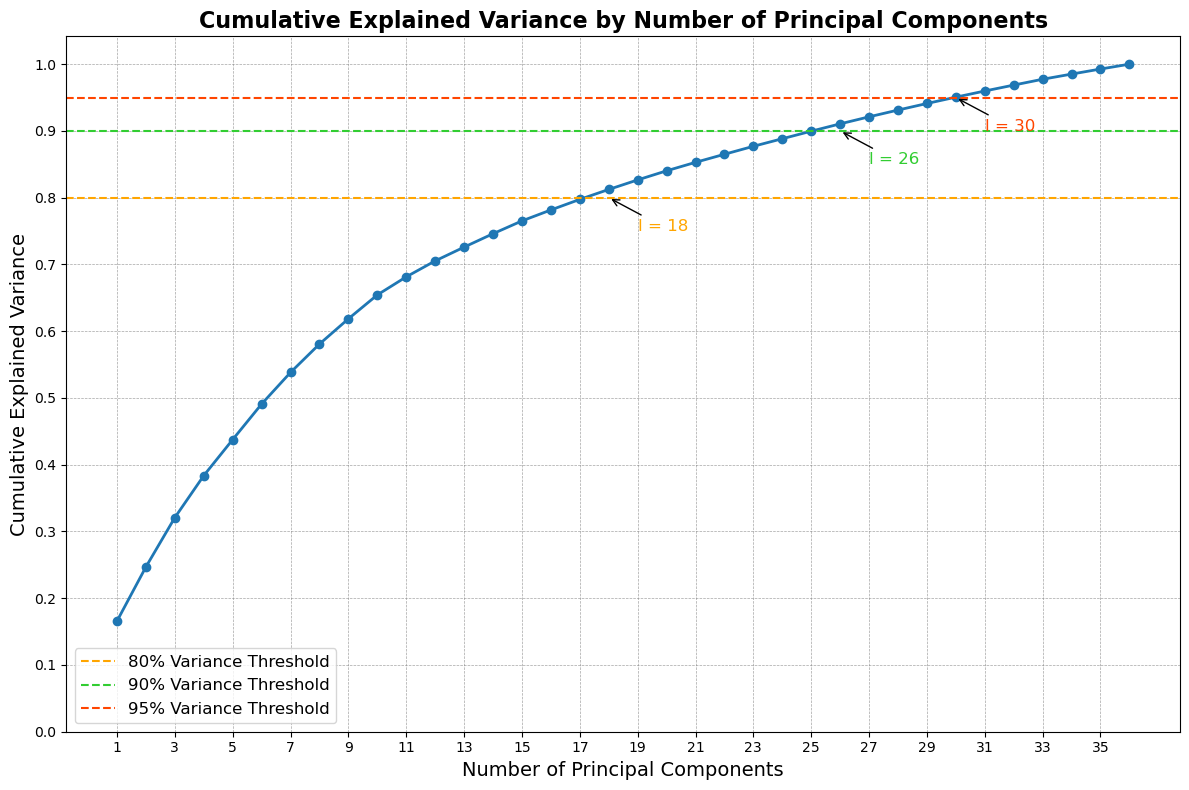 Cumulative Explained Variance by Number of Principal Components
Cumulative Explained Variance
1.0
0.9
0.8
0.7
0.6
0.5
0.4
0.3
0.2
0.1
0.0
l = 30
l = 26
l = 18
80% Variance Threshold
90% Variance Threshold
95% Variance Threshold
1 3 5 7 9 11 13 15 17 19 21 23 25 27 29 31 33 35
Number of Principal Components